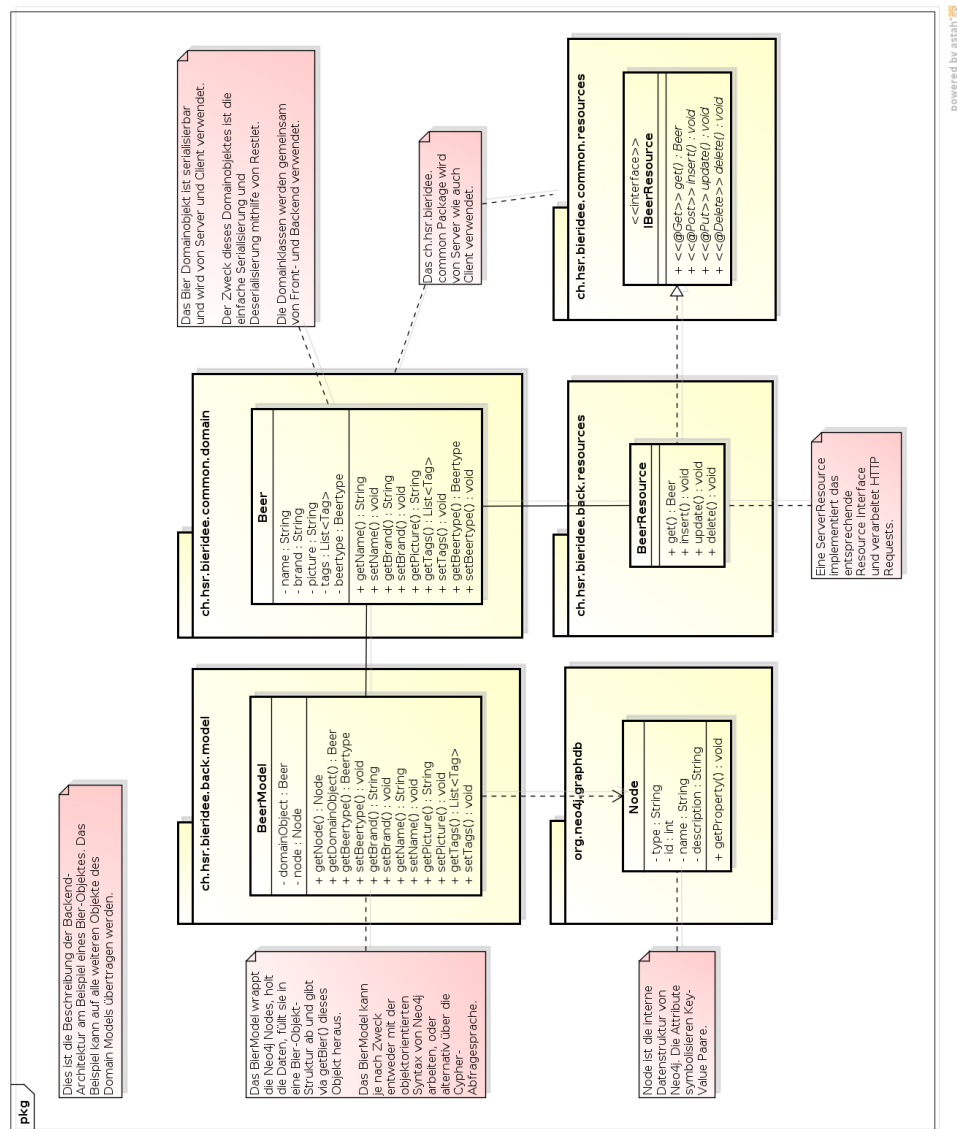 pkg
Dies ist die Beschreibung der Backend-
Architektur am Beispiel eines Bier-Objektes. Das
Beispiel kann auf alle weiteren Objekte des
Domain Models übertragen werden.
Das BierModel wrappt
die Neo4j Nodes, holt
die Daten, füllt sie in
eine Bier-Objekt-
Struktur ab und gibt
via getBier() dieses
Objekt heraus.
Das BierModel kann
je nach Zweck
entweder mit der
objektorientierten
Syntax von Neo4j
arbeiten, oder
alternativ über die
Cypher-
Abfragesprache.
ch.hsr.bieridee.back.model
BeerModel
- domainObject : Beer
- node : Node
+ getNode() : Node
+ getDomainObject() : Beer
+ getBeertype() : Beertype
+ setBeertype() : void
+ getBrand() : String
+ setBrand() : void
+ getName() : String
+ setName() : void
+ getPicture() : String
+ setPicture() : void
+ getTags() : List<Tag>
+ setTags() : void
ch.hsr.bieridee.common.domain
Beer
- name : String
- brand : String
- picture : String
- tags : List<Tag>
- beertype : Beertype
+ getName() : String
+ setName() : void
+ getBrand() : String
+ setBrand() : void
+ getPicture() : String
+ getTags() : List<Tag>
+ setTags() : void
+ getBeertype() : Beertype
+ setBeertype() : void
Das Bier Domainobjekt ist serialisierbar
und wird von Server und Client verwendet.
Der Zweck dieses Domainobjektes ist die
einfache Serialisierung und
Deserialisierung mithilfe von Restlet.
Die Domainklassen werden gemeinsam
von Front- und Backend verwendet.
Das ch.hsr.bieridee.
common Package wird
von Server wie auch
Client verwendet.
Node ist die interne
Datenstruktur von
Neo4j. Die Attribute
symbolisieren Key-
Value Paare.
org.neo4j.graphdb
Node
- type : String
- id : int
- name : String
- description : String
+ getProperty() : void
ch.hsr.bieridee.back.resources
BeerResource
+ get() : Beer
+ insert() : void
+ update() : void
+ delete() : void
ch.hsr.bieridee.common.resources
<<interface>>
IBeerResource
+ <<@Get>> get() : Beer
+ <<@Post>> insert() : void
+ <<@Put>> update() : void
+ <<@Delete>> delete() : void
Eine ServerResource
implementiert das
entsprechende
Resource Interface
und verarbeitet HTTP
Requests.
powered by astah*